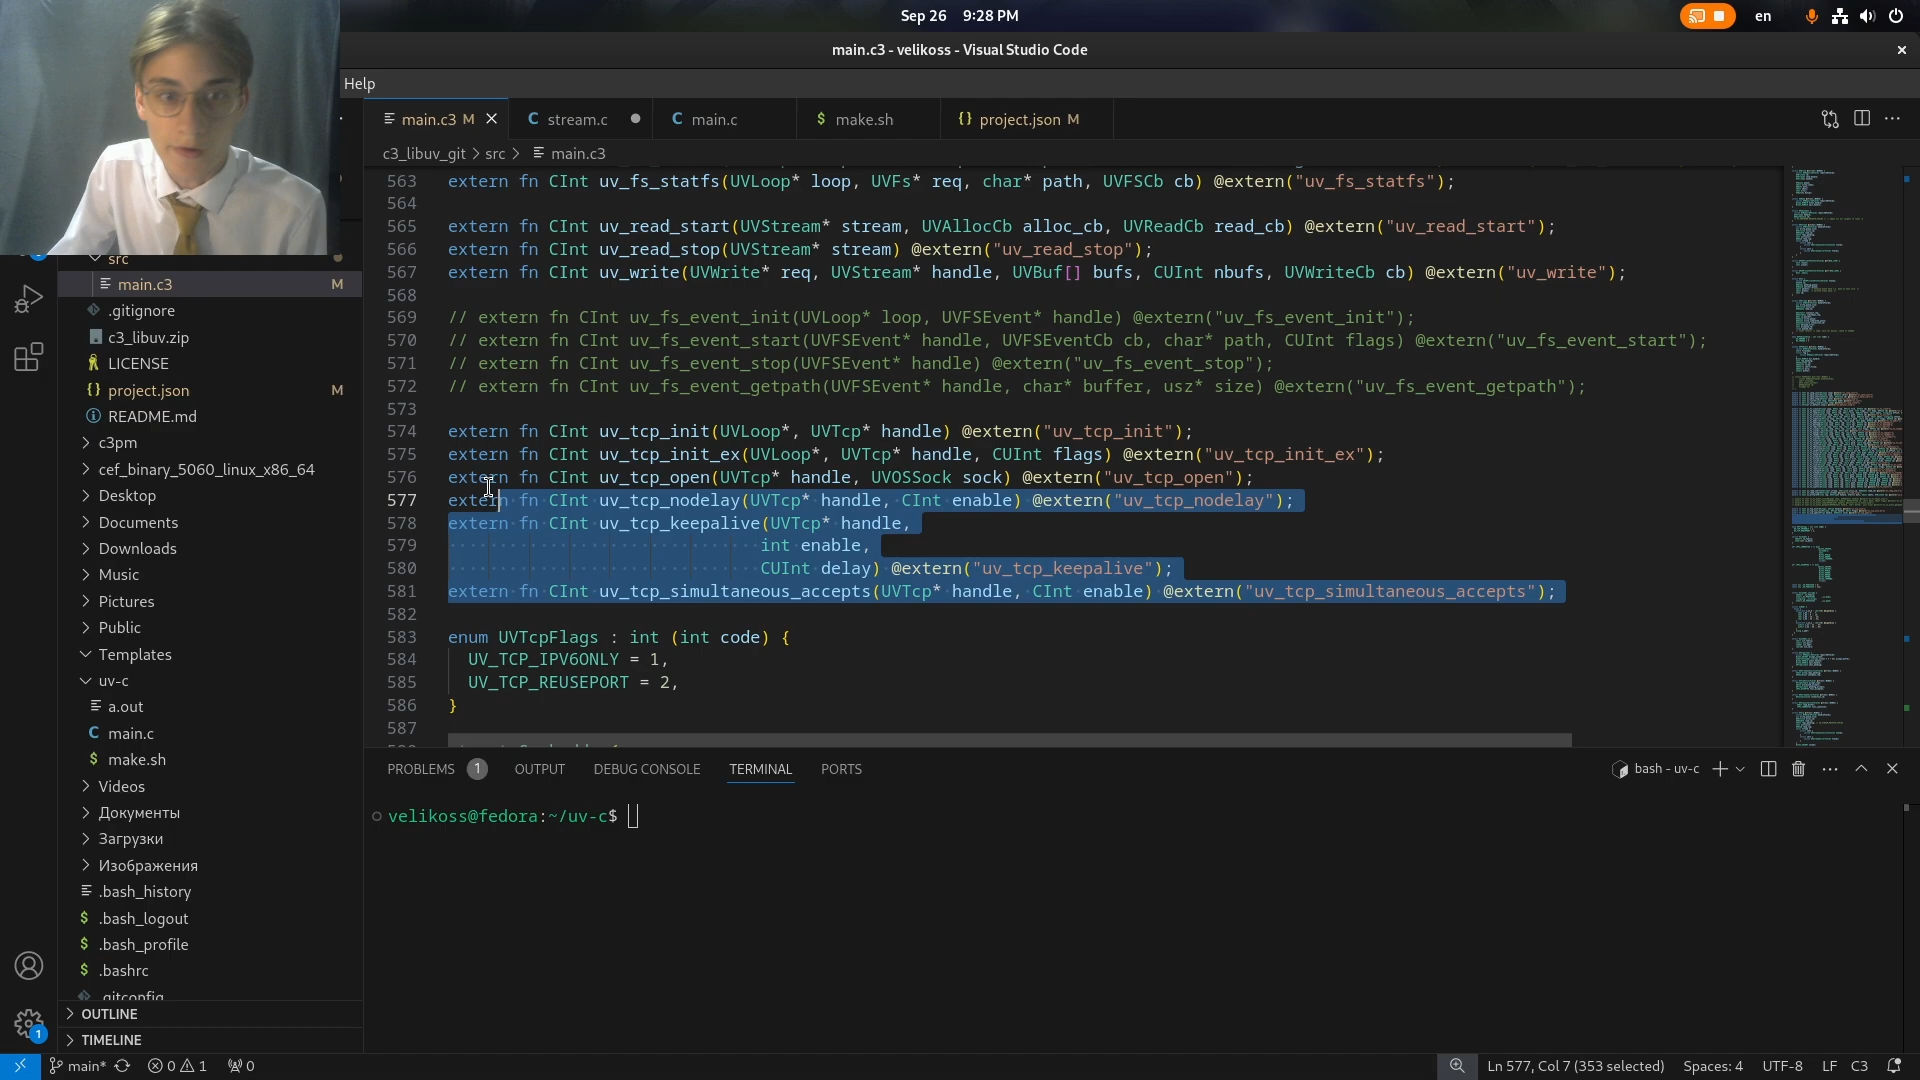 Sep 26 9:28 PM
en
main.c3 - velikoss - Visual Studio Code
Help
main.c3 M
stream.c
main.c
make.sh
project.json M
c3_libuv_git > src > main.c3
563 extern fn CInt uv_fs_statfs(UVLoop* loop, UVFs* req, char* path, UVFSCb cb) @extern("uv_fs_statfs");
564
565 extern fn CInt uv_read_start(UVStream* stream, UVAllocCb alloc_cb, UVReadCb read_cb) @extern("uv_read_start");
566 extern fn CInt uv_read_stop(UVStream* stream) @extern("uv_read_stop");
567 extern fn CInt uv_write(UVWrite* req, UVStream* handle, UVBuf[] bufs, CUInt nbufs, UVWriteCb cb) @extern("uv_write");
568
569 // extern fn CInt uv_fs_event_init(UVLoop* loop, UVFSEvent* handle) @extern("uv_fs_event_init");
570 // extern fn CInt uv_fs_event_start(UVFSEvent* handle, UVFSEventCb cb, char* path, CUInt flags) @extern("uv_fs_event_start");
571 // extern fn CInt uv_fs_event_stop(UVFSEvent* handle) @extern("uv_fs_event_stop");
572 // extern fn CInt uv_fs_event_getpath(UVFSEvent* handle, char* buffer, usz* size) @extern("uv_fs_event_getpath");
573
574 extern fn CInt uv_tcp_init(UVLoop*, UVTcp* handle) @extern("uv_tcp_init");
575 extern fn CInt uv_tcp_init_ex(UVLoop*, UVTcp* handle, CUInt flags) @extern("uv_tcp_init_ex");
576 extern fn CInt uv_tcp_open(UVTcp* handle, UVOSSock sock) @extern("uv_tcp_open");
577 extern fn CInt uv_tcp_nodelay(UVTcp* handle, CInt enable) @extern("uv_tcp_nodelay");
578 extern fn CInt uv_tcp_keepalive(UVTcp* handle,
579 int enable,
580 CUInt delay) @extern("uv_tcp_keepalive");
581 extern fn CInt uv_tcp_simultaneous_accepts(UVTcp* handle, CInt enable) @extern("uv_tcp_simultaneous_accepts");
582
583 enum UVTcpFlags : int (int code) {
584 UV_TCP_IPV6ONLY = 1,
585 UV_TCP_REUSEPORT = 2,
586 }
587
src
main.c3 M
.gitignore
c3_libuv.zip
LICENSE
project.json M
README.md
c3pm
cef_binary_5060_linux_x86_64
Desktop
Documents
Downloads
Music
Pictures
Public
Templates
uv-c
a.out
main.c
make.sh
Videos
Документы
Загрузки
Изображения
.bash_history
.bash_logout
.bash_profile
.bashrc
.gitconfig
OUTLINE
TIMELINE
PROBLEMS 1 OUTPUT DEBUG CONSOLE TERMINAL PORTS
bash - uv-c
velikoss@fedora:~/uv-c$
1
main* 0 1 0
Ln 577, Col 7 (353 selected) Spaces: 4 UTF-8 LF C3